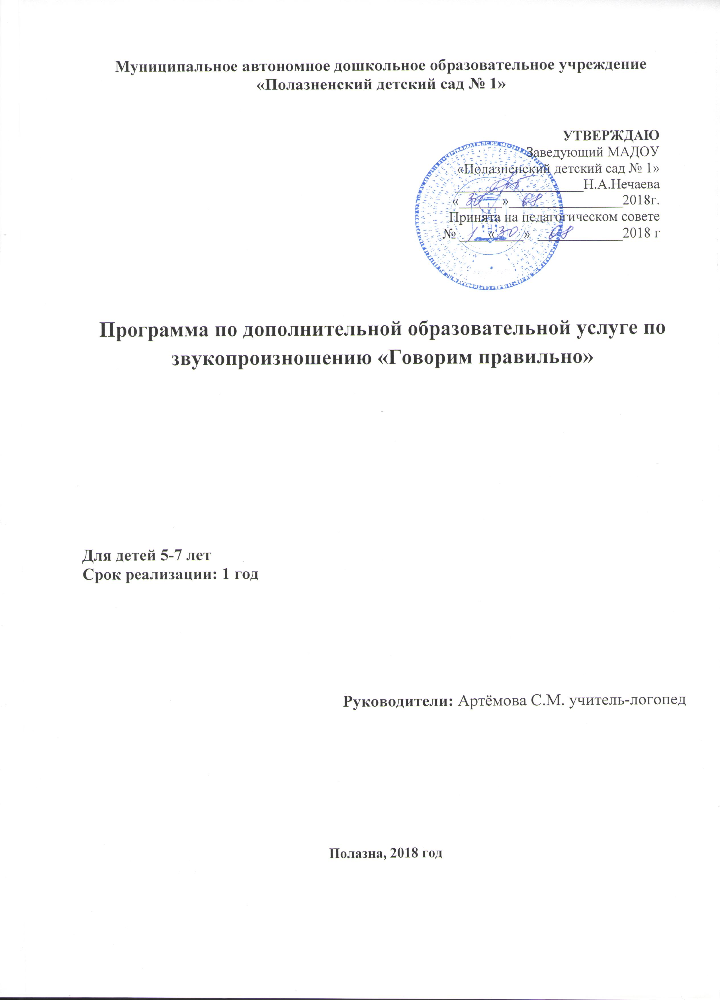 Муниципальное автономное дошкольное образовательное учреждение
«Полазненский детский сад № 1»
УТВЕРЖДАЮ
Заведующий МАДОУ
«Полазненский детский сад № 1»
__________________Н.А.Нечаева
«30» 08 2018г.
Принята на педагогическом совете
№ 1 «30» 08 2018 г
Программа по дополнительной образовательной услуге по
звукопроизношению «Говорим правильно»
Для детей 5-7 лет
Срок реализации: 1 год
Руководители: Артёмова С.М. учитель-логопед
Полазна, 2018 год